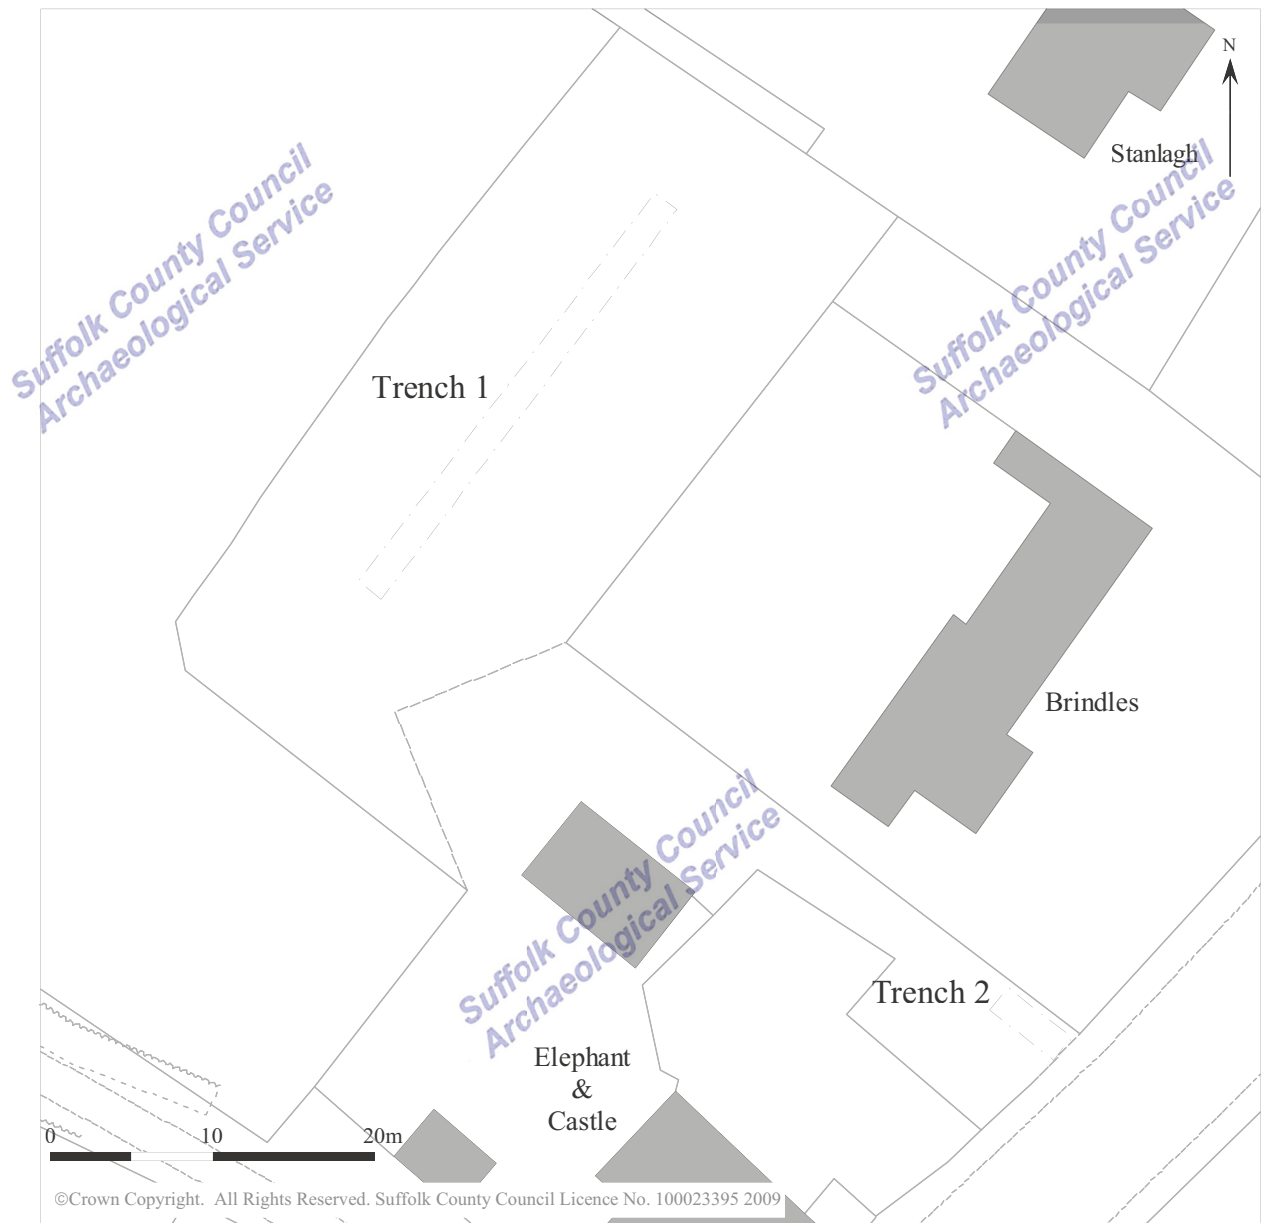 N
Stanlagh
Suffolk County Council
Archaeological Service
Suffolk County Council
Archaeological Service
Trench 1
Brindles
Suffolk County Council
Archaeological Service
Trench 2
Elephant
&
Castle
0 10 20m
©Crown Copyright. All Rights Reserved. Suffolk County Council Licence No. 100023395 2009